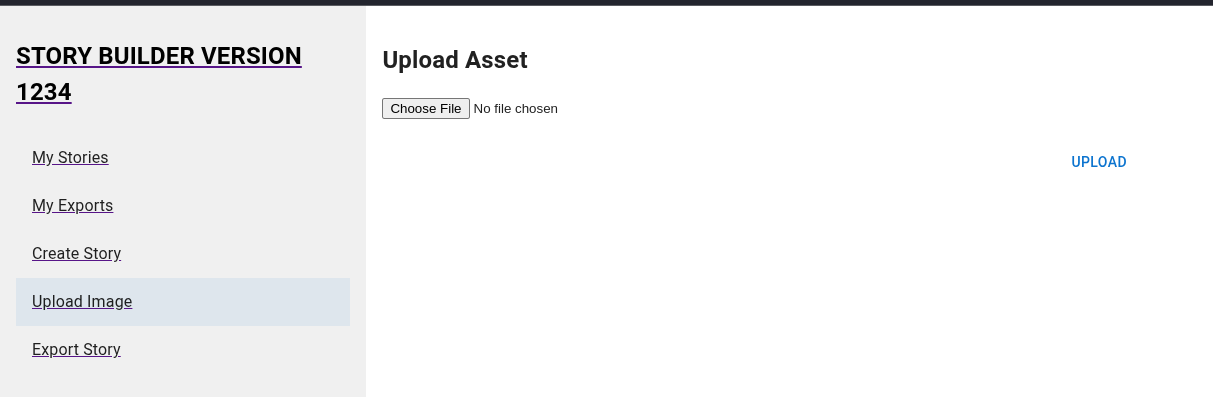 STORY BUILDER VERSION
1234
My Stories
My Exports
Create Story
Upload Image
Export Story
Upload Asset
Choose File No file chosen
UPLOAD